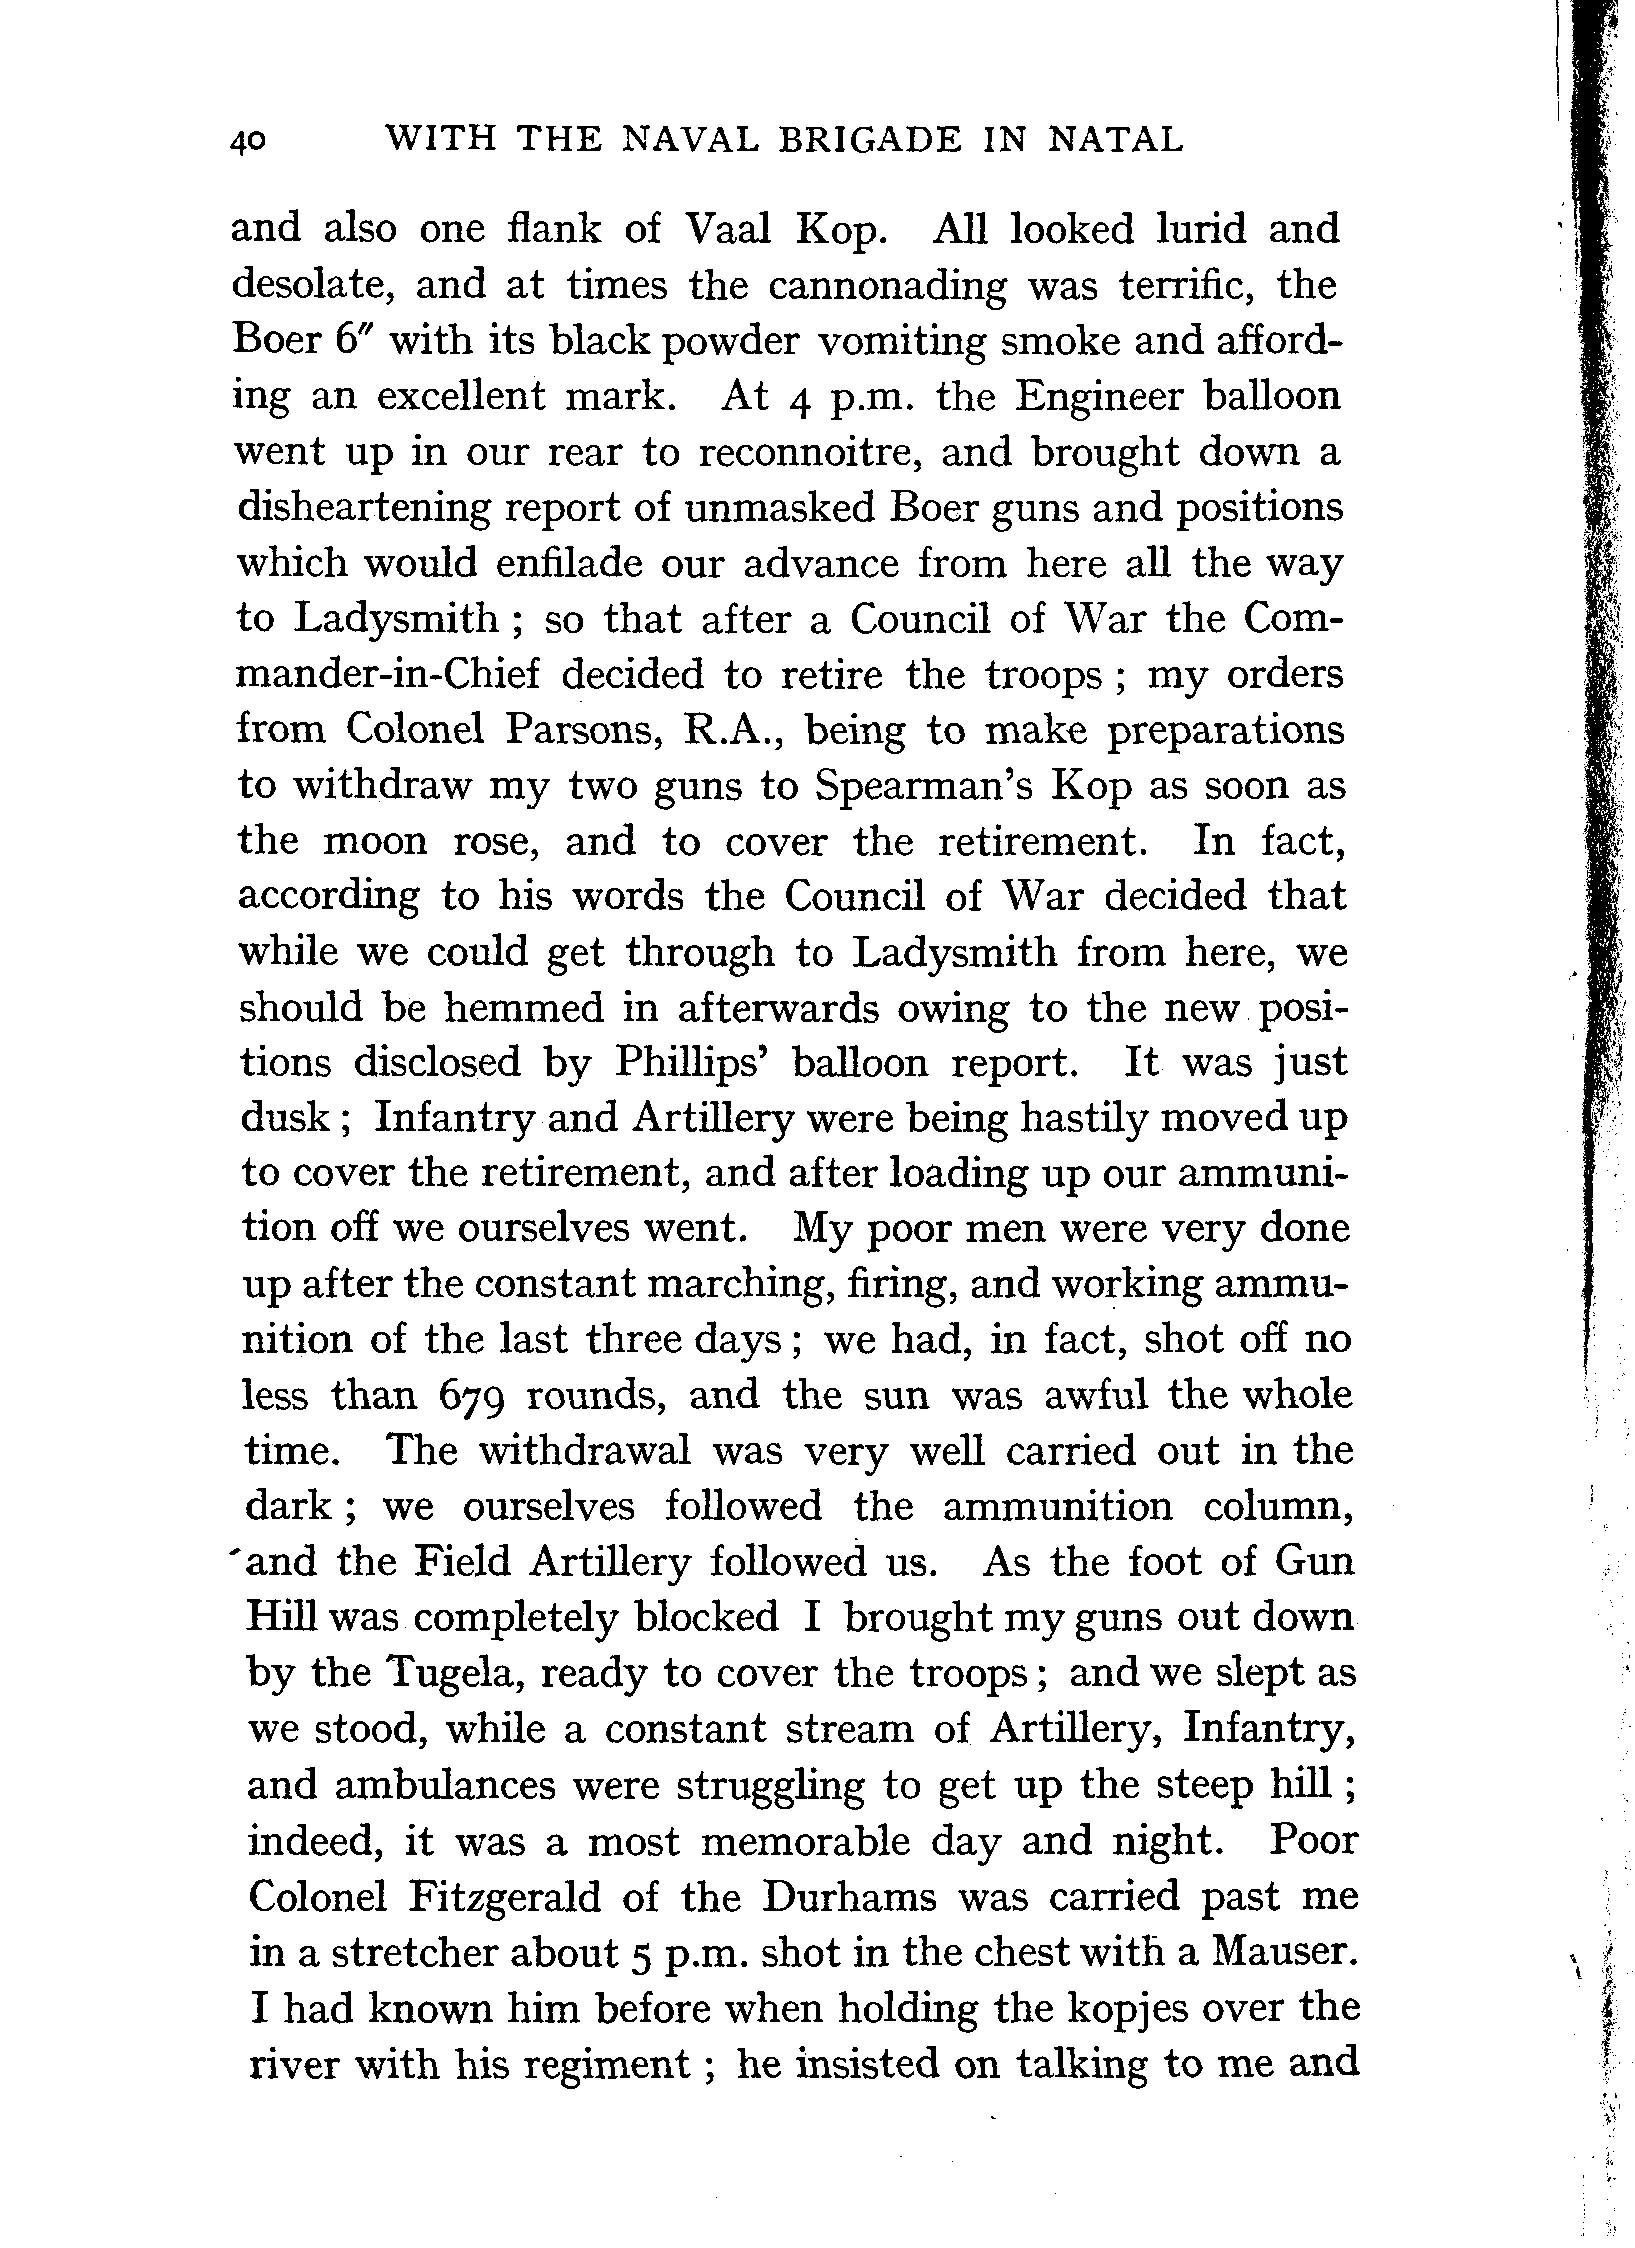 40 WITH THE NAVAL BRIGADE IN NATAL
and also one flank of Vaal Kop. All looked lurid and
desolate, and at times the cannonading was terrific, the
Boer 6″ with its black powder vomiting smoke and afford-
ing an excellent mark. At 4 p.m. the Engineer balloon
went up in our rear to reconnoitre, and brought down a
disheartening report of unmasked Boer guns and positions
which would enfilade our advance from here all the way
to Ladysmith ; so that after a Council of War the Com-
mander-in-Chief decided to retire the troops ; my orders
from Colonel Parsons, R.A., being to make preparations
to withdraw my two guns to Spearman's Kop as soon as
the moon rose, and to cover the retirement. In fact,
according to his words the Council of War decided that
while we could get through to Ladysmith from here, we
should be hemmed in afterwards owing to the new posi-
tions disclosed by Phillips' balloon report. It was just
dusk ; Infantry and Artillery were being hastily moved up
to cover the retirement, and after loading up our ammuni-
tion off we ourselves went. My poor men were very done
up after the constant marching, firing, and working ammu-
nition of the last three days ; we had, in fact, shot off no
less than 679 rounds, and the sun was awful the whole
time. The withdrawal was very well carried out in the
dark ; we ourselves followed the ammunition column,
and the Field Artillery followed us. As the foot of Gun
Hill was completely blocked I brought my guns out down
by the Tugela, ready to cover the troops ; and we slept as
we stood, while a constant stream of Artillery, Infantry,
and ambulances were struggling to get up the steep hill ;
indeed, it was a most memorable day and night. Poor
Colonel Fitzgerald of the Durhams was carried past me
in a stretcher about 5 p.m. shot in the chest with a Mauser.
I had known him before when holding the kopjes over the
river with his regiment ; he insisted on talking to me and